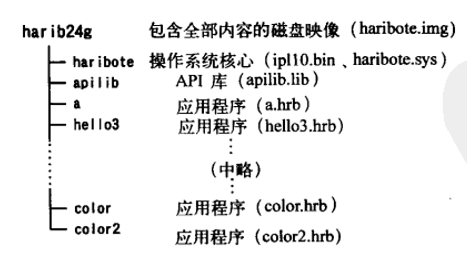 harib24g 包含全部内容的磁盘映像（haribote.img）
haribote 操作系统核心（ipl10.bin、haribote.sys）
apilib API 库（apilib.lib）
a 应用程序（a.hrb）
hello3 应用程序（hello3.hrb）
（中略）
color 应用程序（color.hrb）
color2 应用程序（color2.hrb）